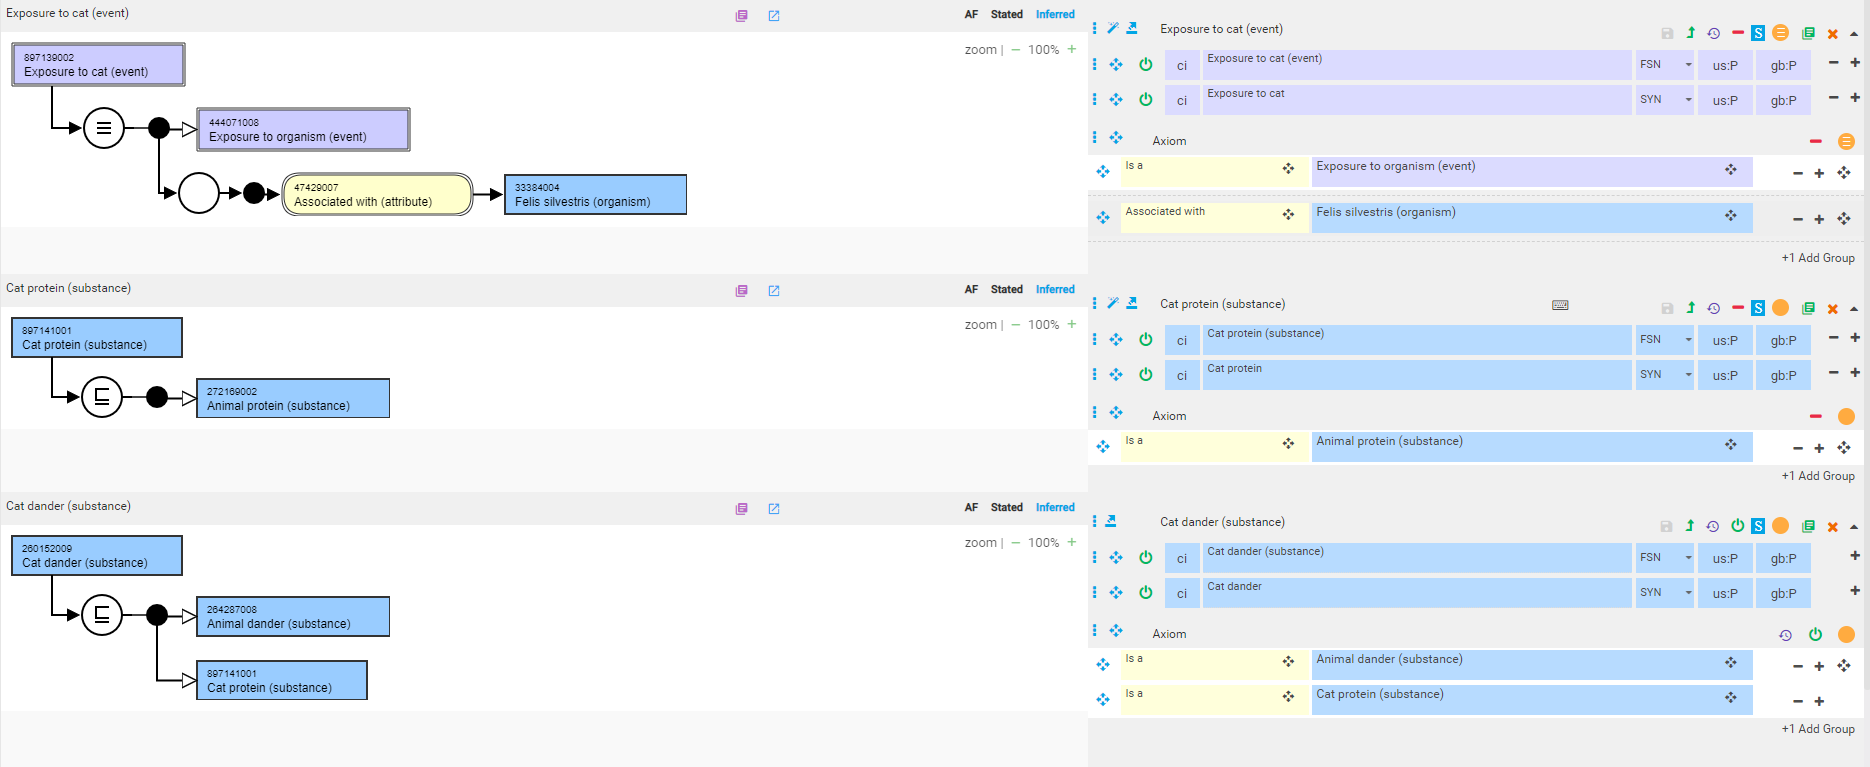 Exposure to cat (event)
AF Stated Inferred
zoom | − 100% +
897139002
Exposure to cat (event)
444071008
Exposure to organism (event)
47429007
Associated with (attribute)
33384004
Felis silvestris (organism)
Cat protein (substance)
AF Stated Inferred
zoom | − 100% +
897141001
Cat protein (substance)
272169002
Animal protein (substance)
Cat dander (substance)
AF Stated Inferred
zoom | − 100% +
260152009
Cat dander (substance)
264287008
Animal dander (substance)
897141001
Cat protein (substance)
Exposure to cat (event)
S
ci Exposure to cat (event) FSN us:P gb:P
ci Exposure to cat SYN us:P gb:P
Axiom
Is a Exposure to organism (event)
Associated with Felis silvestris (organism)
+1 Add Group
Cat protein (substance)
S
ci Cat protein (substance) FSN us:P gb:P
ci Cat protein SYN us:P gb:P
Axiom
Is a Animal protein (substance)
+1 Add Group
Cat dander (substance)
S
ci Cat dander (substance) FSN us:P gb:P
ci Cat dander SYN us:P gb:P
Axiom
Is a Animal dander (substance)
Is a Cat protein (substance)
+1 Add Group